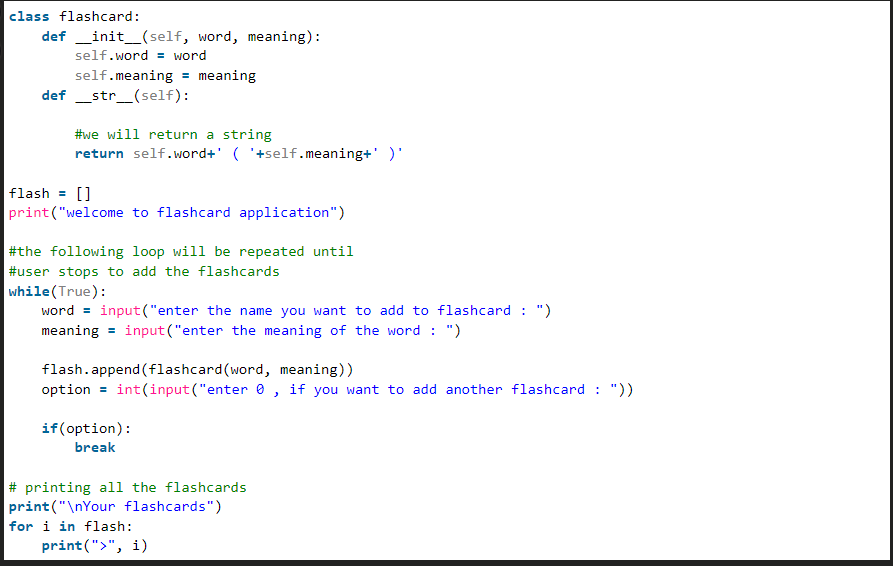 class flashcard:
    def __init__(self, word, meaning):
        self.word = word
        self.meaning = meaning
    def __str__(self):

        #we will return a string
        return self.word+' ( '+self.meaning+' )'

flash = []
print("welcome to flashcard application")

#the following loop will be repeated until
#user stops to add the flashcards
while(True):
    word = input("enter the name you want to add to flashcard : ")
    meaning = input("enter the meaning of the word : ")

    flash.append(flashcard(word, meaning))
    option = int(input("enter 0 , if you want to add another flashcard : "))

    if(option):
        break

# printing all the flashcards
print("\nYour flashcards")
for i in flash:
    print(">", i)